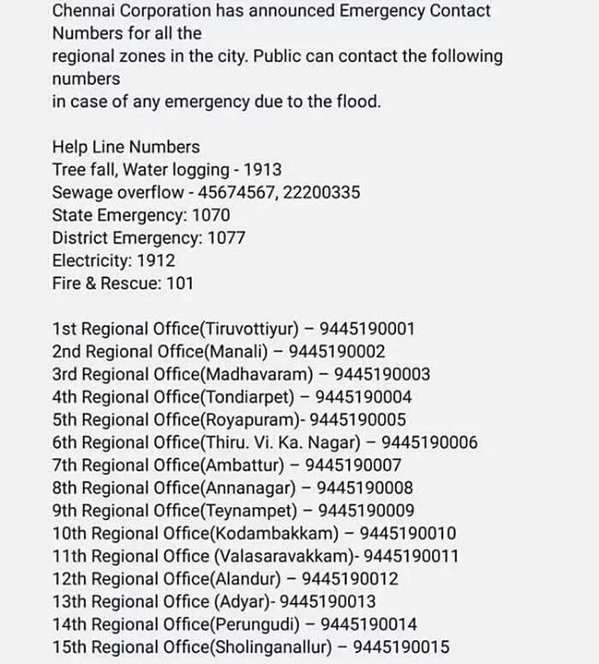 Chennai Corporation has announced Emergency Contact
Numbers for all the
regional zones in the city. Public can contact the following
numbers
in case of any emergency due to the flood.
Help Line Numbers
Tree fall, Water logging - 1913
Sewage overflow - 45674567, 22200335
State Emergency: 1070
District Emergency: 1077
Electricity: 1912
Fire & Rescue: 101
1st Regional Office(Tiruvottiyur) – 9445190001
2nd Regional Office(Manali) – 9445190002
3rd Regional Office(Madhavaram) – 9445190003
4th Regional Office(Tondiarpet) – 9445190004
5th Regional Office(Royapuram)- 9445190005
6th Regional Office(Thiru. Vi. Ka. Nagar) – 9445190006
7th Regional Office(Ambattur) – 9445190007
8th Regional Office(Annanagar) – 9445190008
9th Regional Office(Teynampet) – 9445190009
10th Regional Office(Kodambakkam) – 9445190010
11th Regional Office (Valasaravakkam)- 9445190011
12th Regional Office(Alandur) – 9445190012
13th Regional Office (Adyar)- 9445190013
14th Regional Office(Perungudi) – 9445190014
15th Regional Office(Sholinganallur) – 9445190015